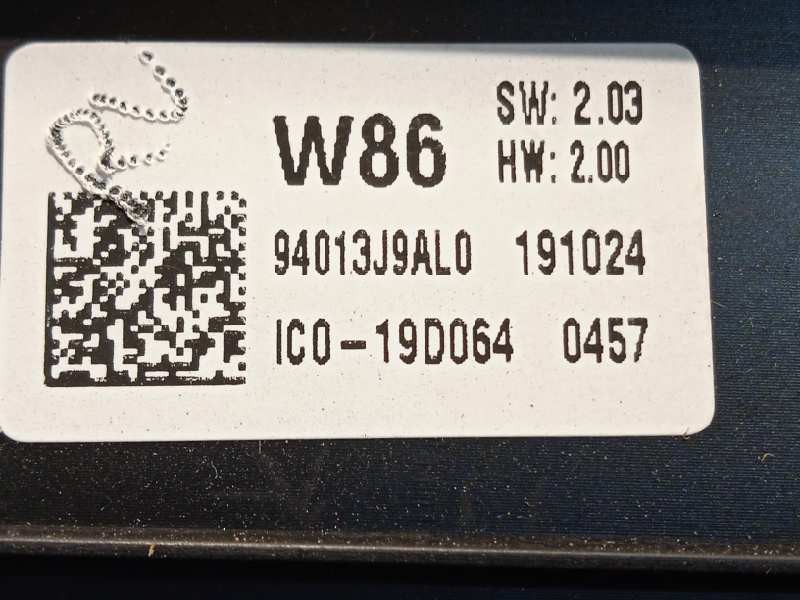 W86 SW: 2.03
HW: 2.00
94013J9AL0 191024
ICO-19D064 0457